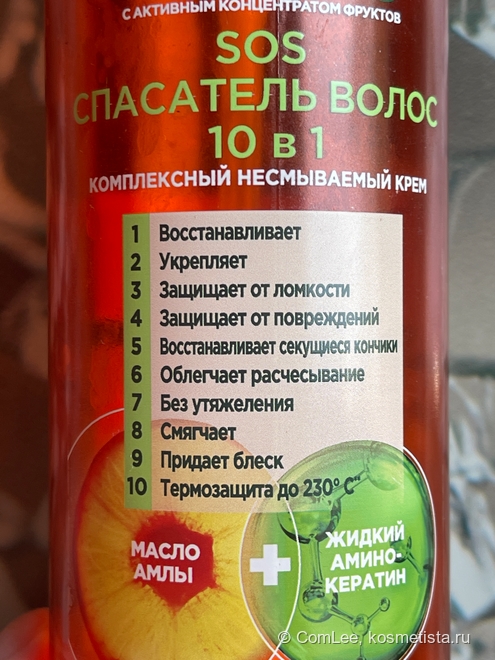 С АКТИВНЫМ КОНЦЕНТРАТОМ ФРУКТОВ
SOS
СПАСАТЕЛЬ ВОЛОС
10 в 1
КОМПЛЕКСНЫЙ НЕСМЫВАЕМЫЙ КРЕМ
1 Восстанавливает
2 Укрепляет
3 Защищает от ломкости
4 Защищает от повреждений
5 Восстанавливает секущиеся кончики
6 Облегчает расчесывание
7 Без утяжеления
8 Смягчает
9 Придает блеск
10 Термозащита до 230° С*
МАСЛО
АМЛЫ
+
ЖИДКИЙ
АМИНО-
КЕРАТИН
© ComLee, kosmetista.ru